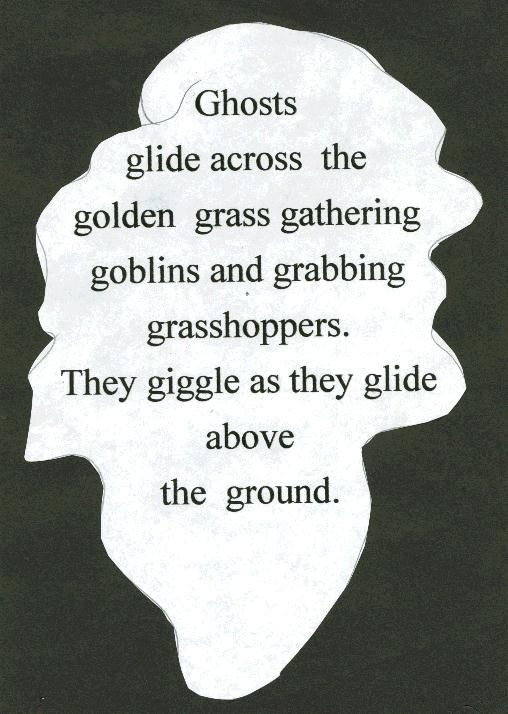 Ghosts
glide across the
golden grass gathering
goblins and grabbing
grasshoppers.
They giggle as they glide
above
the ground.